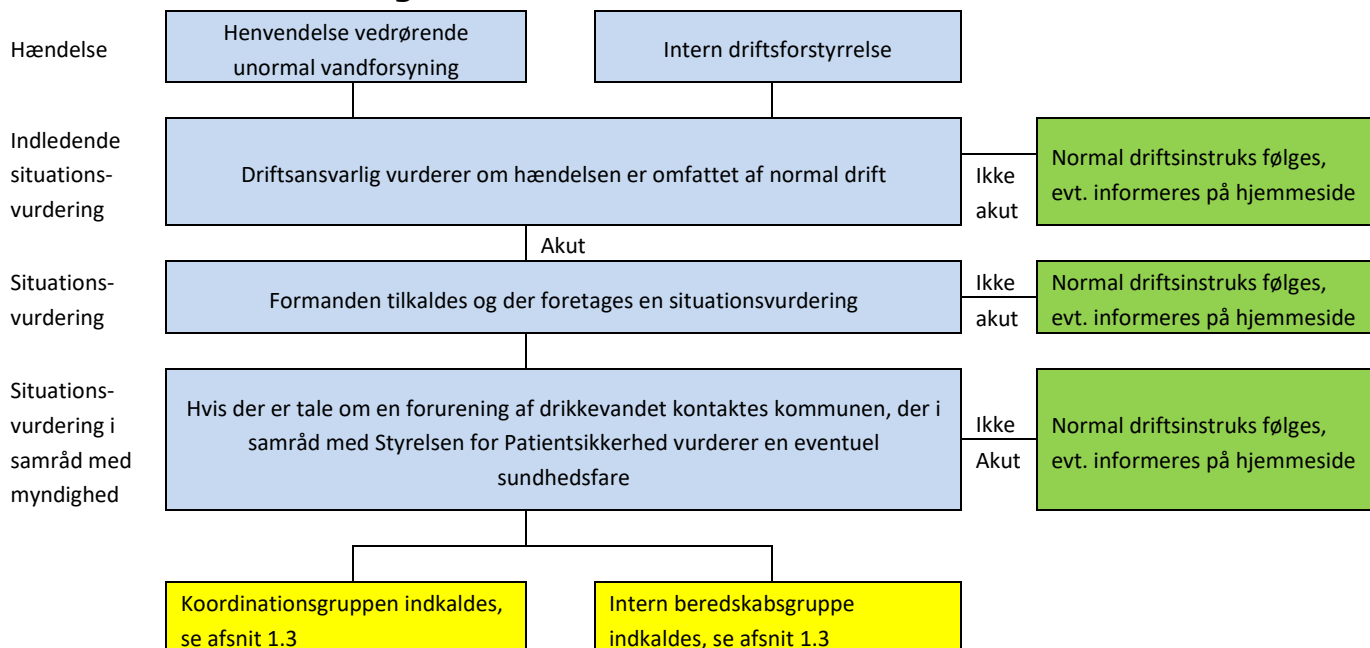 Hændelse
Henvendelse vedrørende
unormal vandforsyning
Intern driftsforstyrrelse
Indledende
situations-
vurdering
Driftsansvarlig vurderer om hændelsen er omfattet af normal drift
Ikke
akut
Normal driftsinstruks følges,
evt. informeres på hjemmeside
Akut
Situations-
vurdering
Formanden tilkaldes og der foretages en situationsvurdering
Ikke
akut
Normal driftsinstruks følges,
evt. informeres på hjemmeside
Situations-
vurdering i
samråd med
myndighed
Hvis der er tale om en forurening af drikkevandet kontaktes kommunen, der i
samråd med Styrelsen for Patientsikkerhed vurderer en eventuel
sundhedsfare
Ikke
Akut
Normal driftsinstruks følges,
evt. informeres på hjemmeside
Koordinationsgruppen indkaldes,
se afsnit 1.3
Intern beredskabsgruppe
indkaldes, se afsnit 1.3